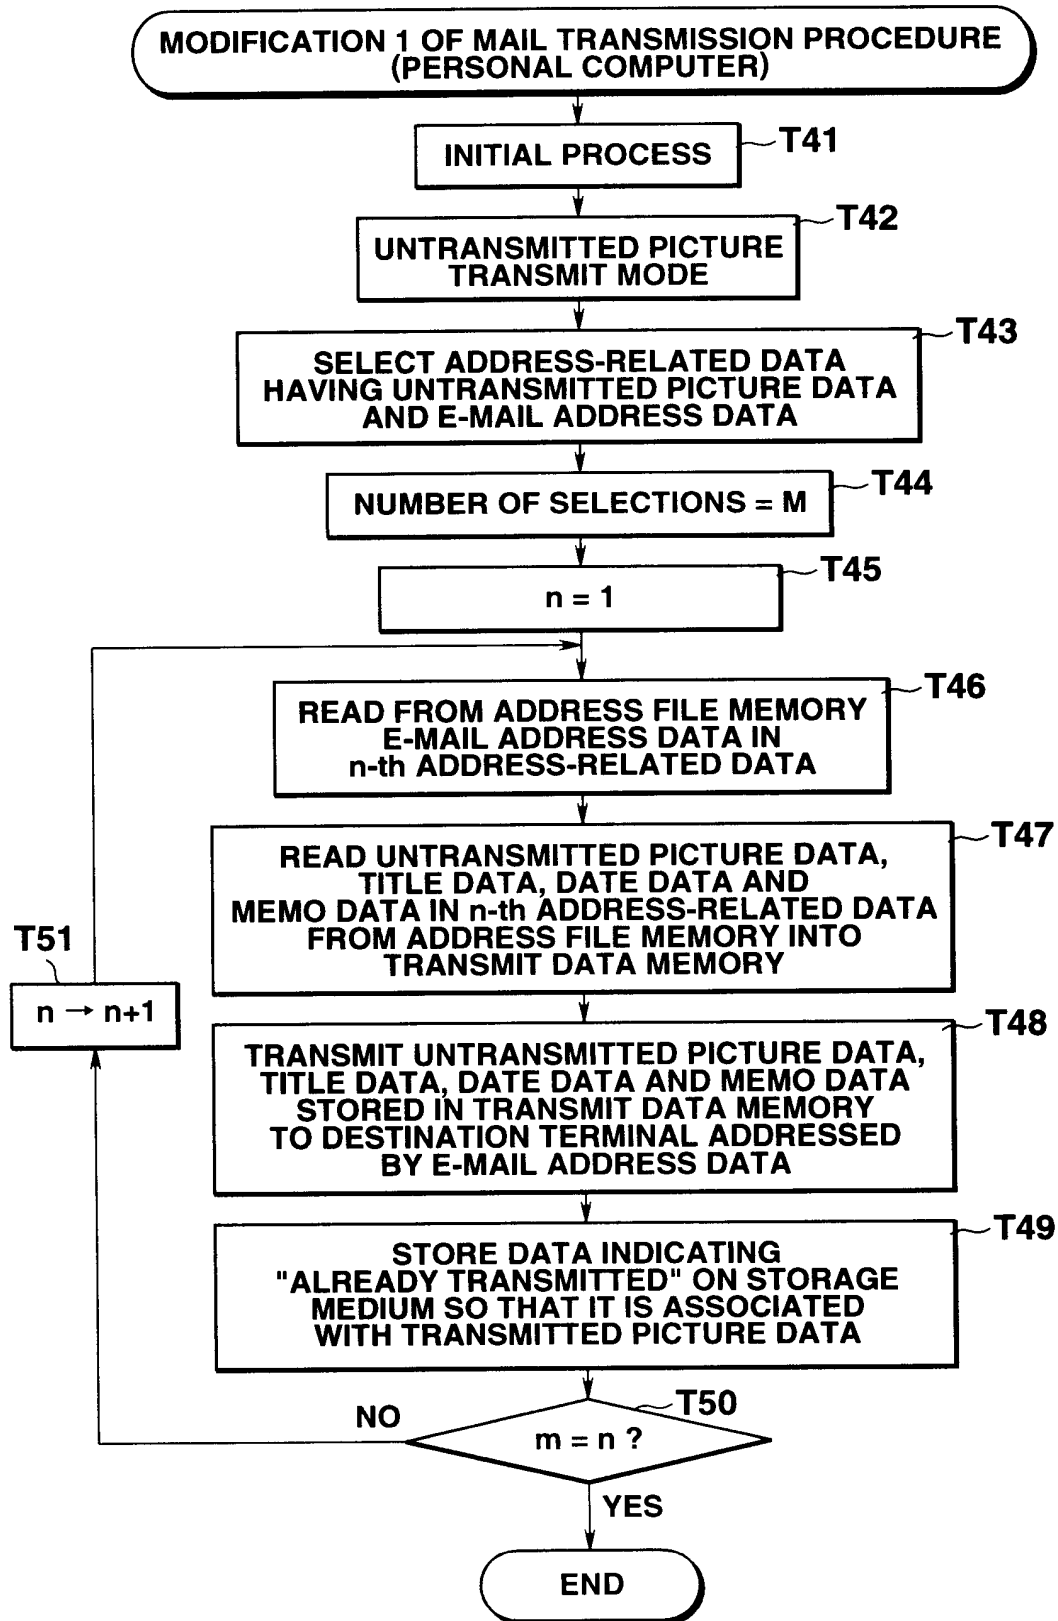 MODIFICATION 1 OF MAIL TRANSMISSION PROCEDURE
(PERSONAL COMPUTER)
T41
INITIAL PROCESS
T42
UNTRANSMITTED PICTURE
TRANSMIT MODE
T43
SELECT ADDRESS-RELATED DATA
HAVING UNTRANSMITTED PICTURE DATA
AND E-MAIL ADDRESS DATA
T44
NUMBER OF SELECTIONS = M
T45
n = 1
T46
READ FROM ADDRESS FILE MEMORY
E-MAIL ADDRESS DATA IN
n-th ADDRESS-RELATED DATA
T47
READ UNTRANSMITTED PICTURE DATA,
TITLE DATA, DATE DATA AND
MEMO DATA IN n-th ADDRESS-RELATED DATA
FROM ADDRESS FILE MEMORY INTO
TRANSMIT DATA MEMORY
T51
n → n+1
T48
TRANSMIT UNTRANSMITTED PICTURE DATA,
TITLE DATA, DATE DATA AND MEMO DATA
STORED IN TRANSMIT DATA MEMORY
TO DESTINATION TERMINAL ADDRESSED
BY E-MAIL ADDRESS DATA
T49
STORE DATA INDICATING
"ALREADY TRANSMITTED" ON STORAGE
MEDIUM SO THAT IT IS ASSOCIATED
WITH TRANSMITTED PICTURE DATA
T50
NO
m = n ?
YES
END